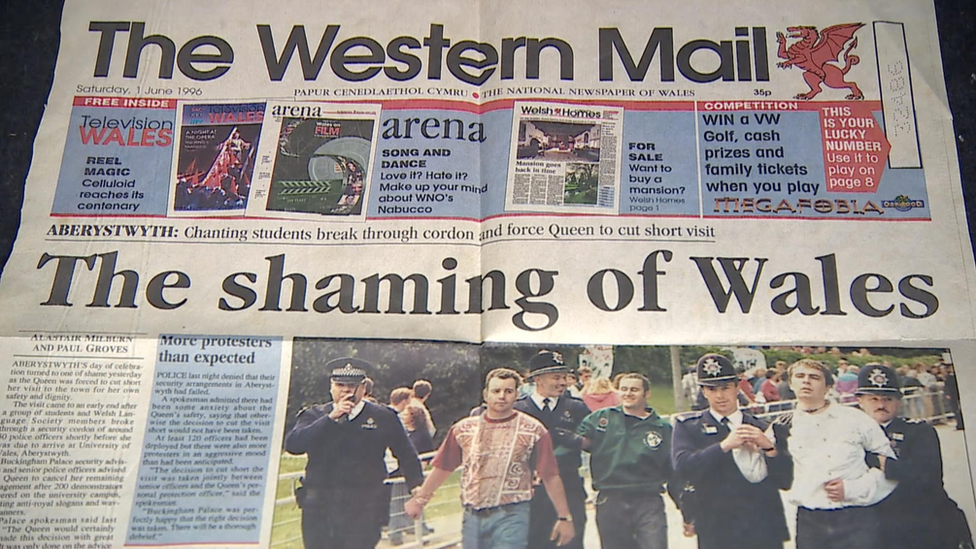 The Western Mail
Saturday, 1 June 1996
PAPUR CENEDLAETHOL CYMRU • THE NATIONAL NEWSPAPER OF WALES
35p
FREE INSIDE
Television
WALES
REEL
MAGIC
Celluloid
reaches its
centenary
arena
FILM
arena
SONG AND
DANCE
Love it? Hate it?
Make up your mind
about WNO's
Nabucco
Welsh Homes
Mansion goes
back in time
FOR
SALE
Want to
buy a
mansion?
Welsh Homes
page 1
COMPETITION
WIN a VW
Golf, cash
prizes and
family tickets
when you play
MEGAFOBIA
THIS
IS YOUR
LUCKY
NUMBER
Use it to
play on
page 8
ABERYSTWYTH: Chanting students break through cordon and force Queen to cut short visit
The shaming of Wales
ALASTAIR MILBURN
AND PAUL GROVES
ABERYSTWYTH'S day of celebra-
tion turned to one of shame yesterday
as the Queen was forced to cut short
her visit to the town for her own
safety and dignity.
The visit came to an early end after
a group of students and Welsh
Society members broke
through a security cordon of around
police officers shortly before she
was due to arrive at University of
Wales, Aberystwyth.
Buckingham Palace security
and senior police officers advised
Queen to cancel her remaining
engagement after 200
on the university campus,
anti-royal slogans and
Palace spokesman said last
"The Queen would certainly
made this decision with great
It was only done on the advice
More protesters
than expected
POLICE last night denied that their
security arrangements in Aberyst-
wyth had failed.
A spokesman admitted there had
been some anxiety about the
Queen's safety, saying that other-
wise the decision to cut the visit
short would not have been taken.
At least 120 officers had been
deployed but there were also more
protesters in an aggressive mood
than had been anticipated.
"The decision to cut short the
visit was taken jointly between
senior officers and the Queen's per-
sonal protection officer," said the
spokesman.
"Buckingham Palace was per-
fectly happy that the right decision
was taken. There will be a thorough
debrief."